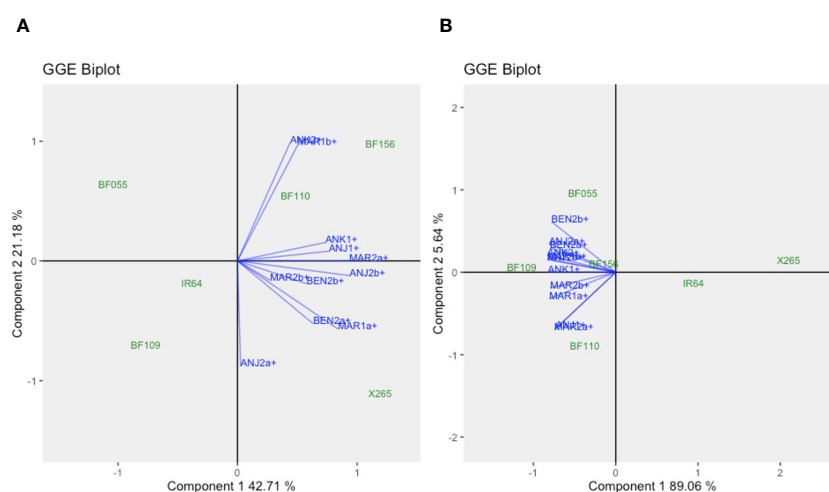 A
GGE Biplot
Component 2 21.18 %
1
0
-1
BF156
BF055
BF110
ANK1+
ANJ1+
MAR2a+
ANJ2b+
MAR2b+
BEN2b+
IR64
BEN2a+
MAR1a+
BF109
ANJ2a+
X265
MAR1b+
-1
0
1
Component 1 42.71 %
B
GGE Biplot
Component 2 5.64 %
2
1
0
-1
-2
BF055
BEN2b+
BEN2a+
BF156
X265
BF109
ANK1+
IR64
MAR2b+
MAR1a+
BF110
-1
0
1
2
Component 1 89.06 %